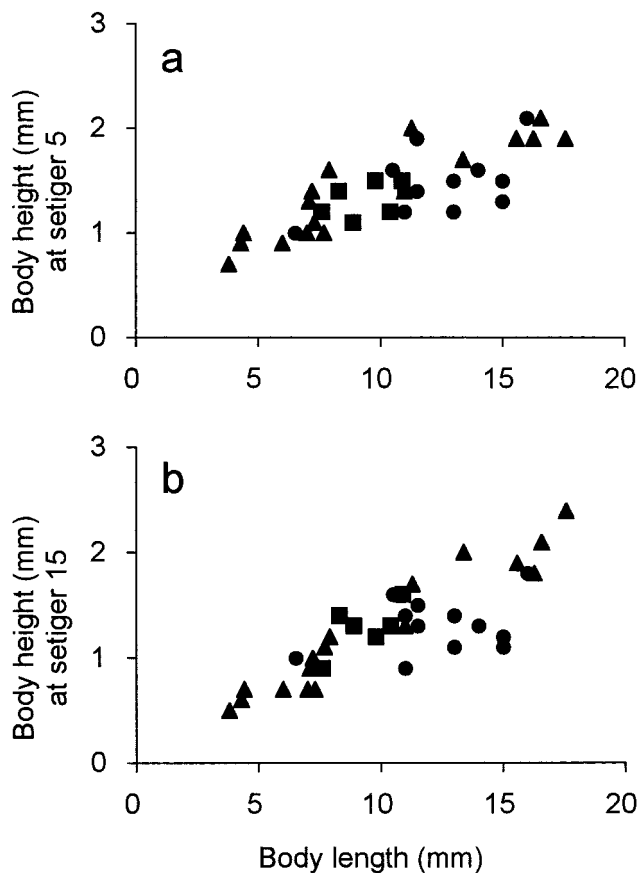 3
a
2
1
0
Body height (mm)
at setiger 5
0 5 10 15 20
3
b
2
1
0
Body height (mm)
at setiger 15
0 5 10 15 20
Body length (mm)